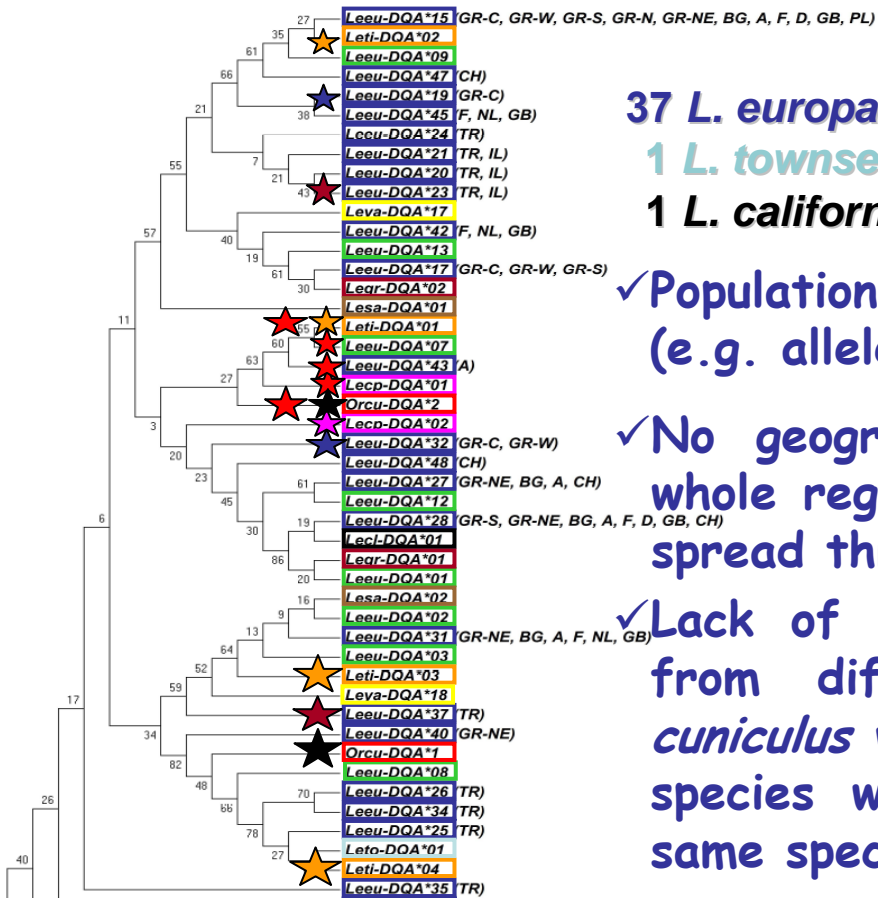 Leeu-DQA*15 (GR-C, GR-W, GR-S, GR-N, GR-NE, BG, A, F, D, GB, PL)
Leti-DQA*02
Leeu-DQA*09
Leeu-DQA*47 (CH)
Leeu-DQA*19 (GR-C)
Leeu-DQA*45 (F, NL, GB)
Leeu-DQA*24 (TR)
Leeu-DQA*21 (TR, IL)
Leeu-DQA*20 (TR, IL)
Leeu-DQA*23 (TR, IL)
Leva-DQA*17
Leeu-DQA*42 (F, NL, GB)
Leeu-DQA*13
Leeu-DQA*17 (GR-C, GR-W, GR-S)
Legr-DQA*02
Lesa-DQA*01
Leti-DQA*01
Leeu-DQA*07
Leeu-DQA*43 (A)
Lecp-DQA*01
Orcu-DQA*2
Lecp-DQA*02
Leeu-DQA*32 (GR-C, GR-W)
Leeu-DQA*48 (CH)
Leeu-DQA*27 (GR-NE, BG, A, CH)
Leeu-DQA*12
Leeu-DQA*28 (GR-S, GR-NE, BG, A, F, D, GB, CH)
Lecl-DQA*01
Legr-DQA*01
Leeu-DQA*01
Lesa-DQA*02
Leeu-DQA*02
Leeu-DQA*31 (GR-NE, BG, A, F, NL, GB)
Leeu-DQA*03
Leti-DQA*03
Leva-DQA*18
Leeu-DQA*37 (TR)
Leeu-DQA*40 (GR-NE)
Orcu-DQA*1
Leeu-DQA*08
Leeu-DQA*26 (TR)
Leeu-DQA*34 (TR)
Leeu-DQA*25 (TR)
Leto-DQA*01
Leti-DQA*04
Leeu-DQA*35 (TR)
27
35
61
66
38
21
7
21
43
55
40
19
61
30
57
11
55
60
63
27
3
20
23
45
61
30
19
86
20
6
16
9
13
64
52
59
34
82
48
66
70
78
27
17
26
40
37 L. europa
1 L. townse
1 L. californ
✓Population
(e.g. allele
✓No geogr
whole reg
spread th
✓Lack of
from dif
cuniculus
species w
same spec